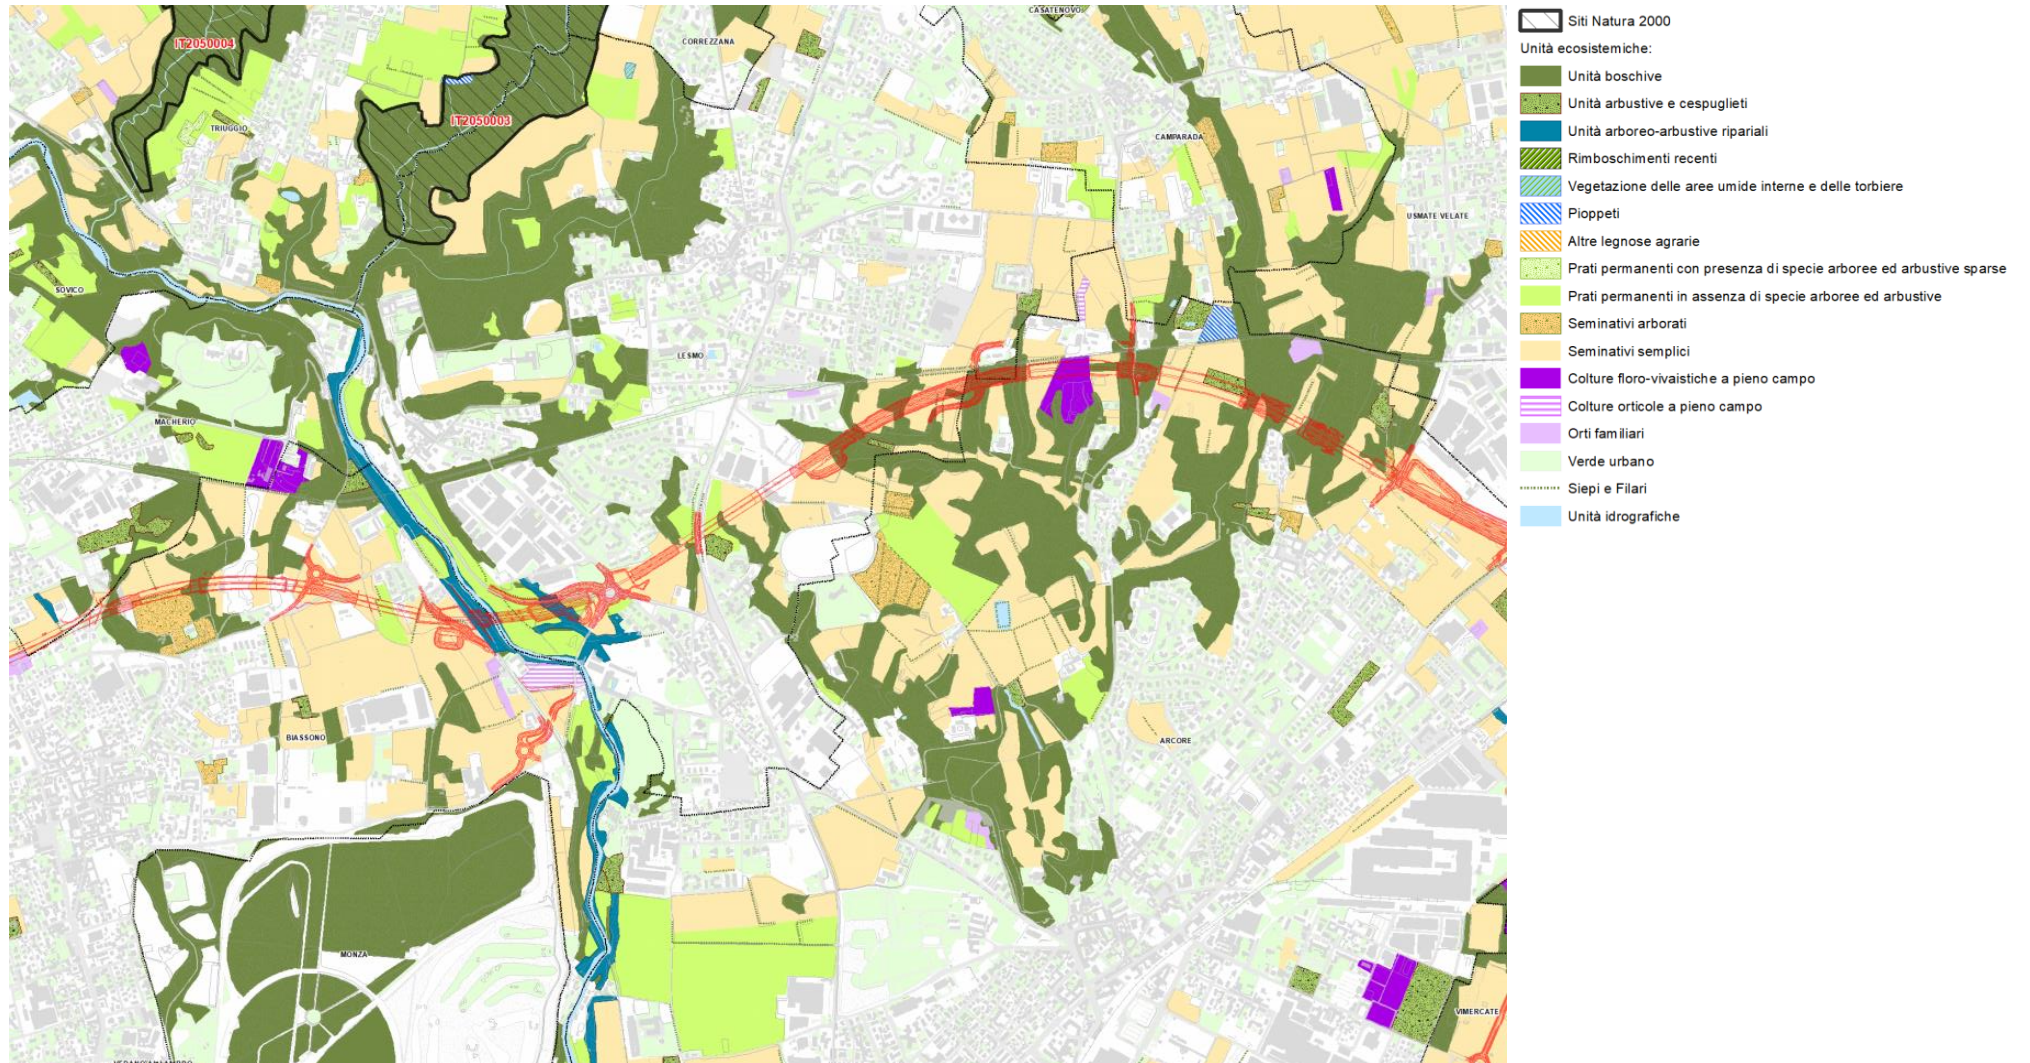 CASATENOVO
IT2050004
CORREZZANA
IT2050003
TRIUGGIO
CAMPARADA
USMATE VELATE
SOVICO
LESMO
MACHERIO
BIASSONO
ARCORE
MONZA
VIMERCATE
Siti Natura 2000
Unità ecosistemiche:
Unità boschive
Unità arbustive e cespuglieti
Unità arboreo-arbustive ripariali
Rimboschimenti recenti
Vegetazione delle aree umide interne e delle torbiere
Pioppeti
Altre legnose agrarie
Prati permanenti con presenza di specie arboree ed arbustive sparse
Prati permanenti in assenza di specie arboree ed arbustive
Seminativi arborati
Seminativi semplici
Colture floro-vivaistiche a pieno campo
Colture orticole a pieno campo
Orti familiari
Verde urbano
Siepi e Filari
Unità idrografiche